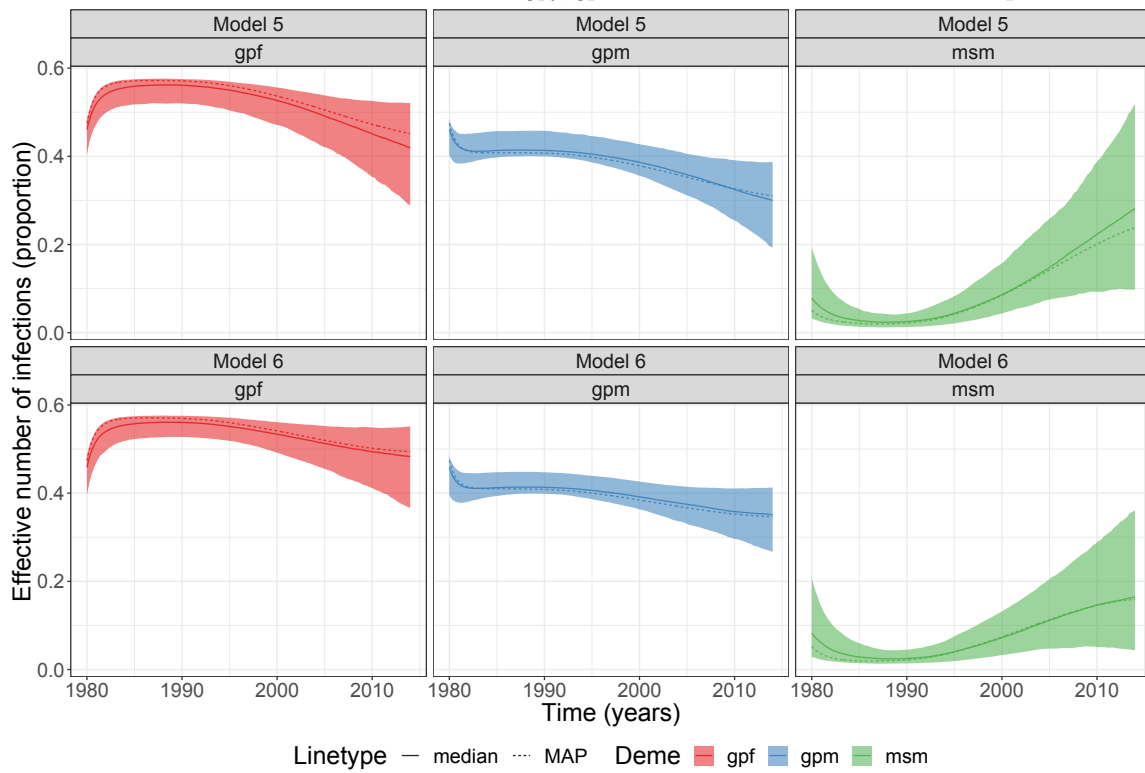 Model 5
Model 5
Model 5
gpf
gpm
msm
0.6
0.4
0.2
0.0
Model 6
Model 6
Model 6
gpf
gpm
msm
0.6
0.4
0.2
0.0
Effective number of infections (proportion)
1980 1990 2000 2010
1980 1990 2000 2010
1980 1990 2000 2010
Time (years)
Linetype median MAP Deme gpf gpm msm